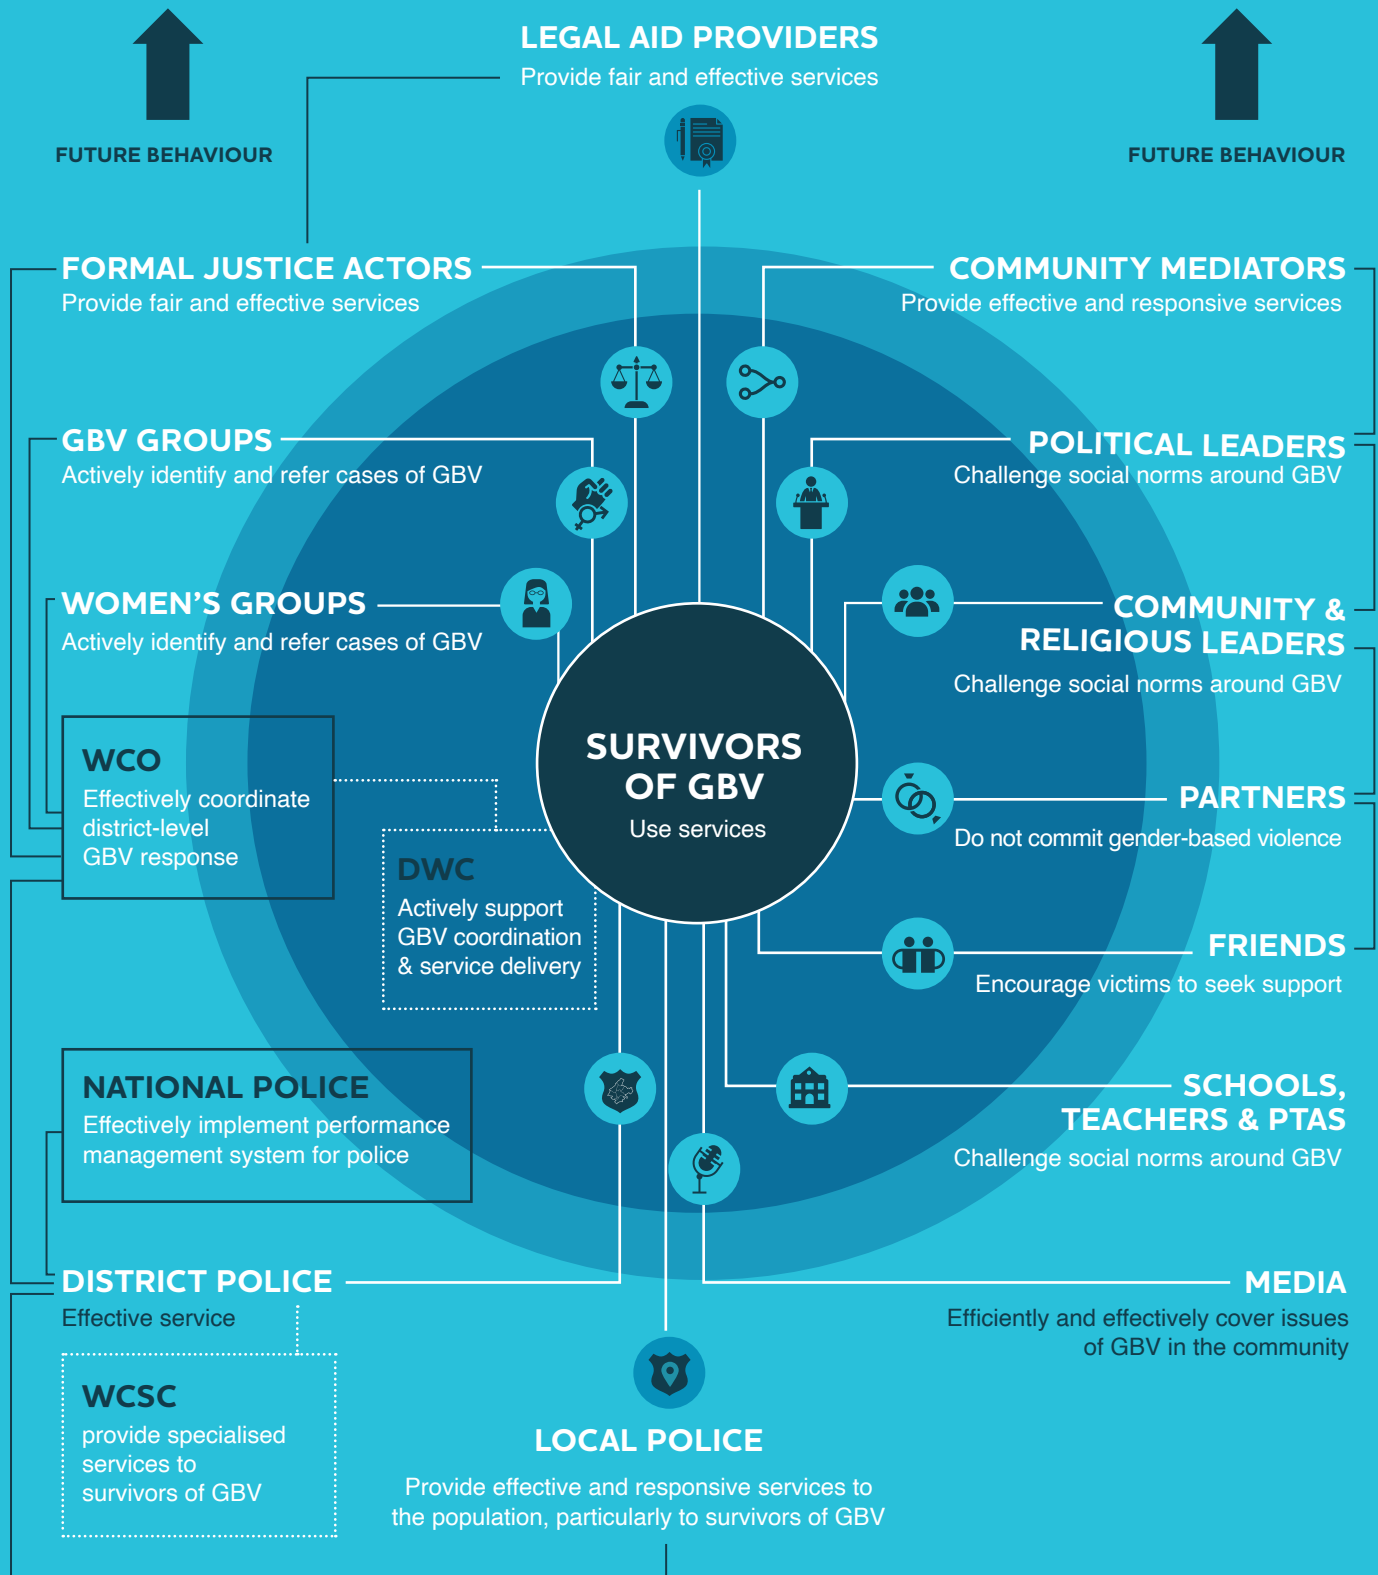 LEGAL AID PROVIDERS
Provide fair and effective services
FUTURE BEHAVIOUR
FUTURE BEHAVIOUR
FORMAL JUSTICE ACTORS
Provide fair and effective services
COMMUNITY MEDIATORS
Provide effective and responsive services
GBV GROUPS
Actively identify and refer cases of GBV
POLITICAL LEADERS
Challenge social norms around GBV
WOMEN'S GROUPS
Actively identify and refer cases of GBV
COMMUNITY &
RELIGIOUS LEADERS
Challenge social norms around GBV
WCO
Effectively coordinate
district-level
GBV response
SURVIVORS
OF GBV
Use services
PARTNERS
Do not commit gender-based violence
DWC
Actively support
GBV coordination
& service delivery
FRIENDS
Encourage victims to seek support
NATIONAL POLICE
Effectively implement performance
management system for police
SCHOOLS,
TEACHERS & PTAS
Challenge social norms around GBV
DISTRICT POLICE
Effective service
MEDIA
Efficiently and effectively cover issues
of GBV in the community
WCSC
provide specialised
services to
survivors of GBV
LOCAL POLICE
Provide effective and responsive services to
the population, particularly to survivors of GBV